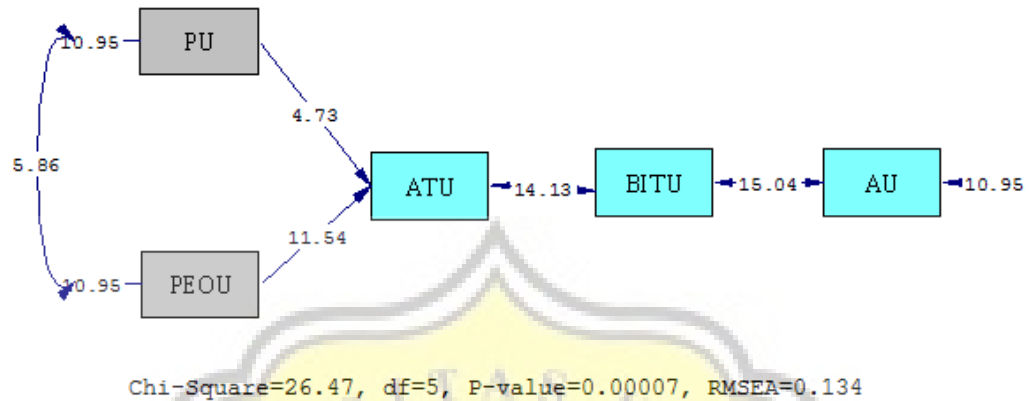 10.95
PU
4.73
5.86
ATU
14.13
BITU
15.04
AU
10.95
11.54
10.95
PEOU
Chi-Square=26.47, df=5, P-value=0.00007, RMSEA=0.134